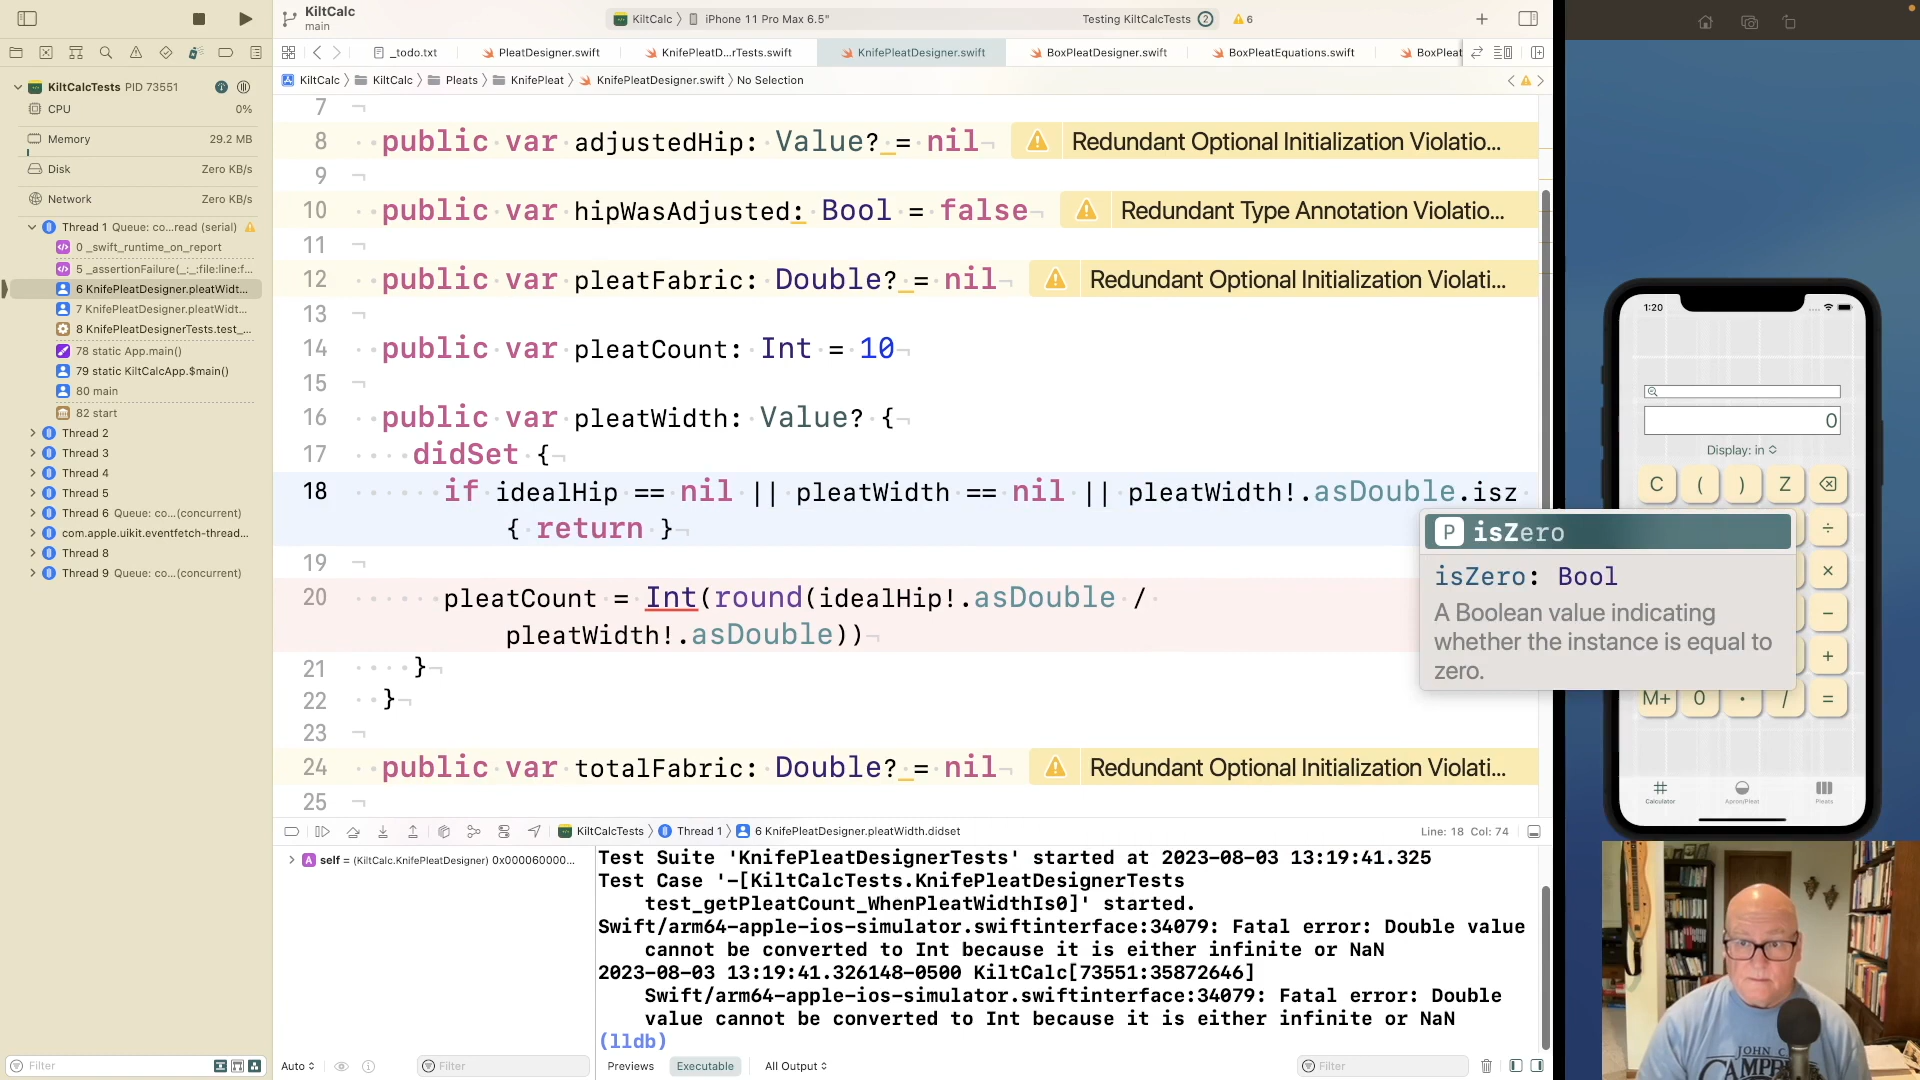 KiltCalc
main
KiltCalc
iPhone 11 Pro Max 6.5"
Testing KiltCalcTests
2
6
_todo.txt
PleatDesigner.swift
KnifePleatD...rTests.swift
KnifePleatDesigner.swift
BoxPleatDesigner.swift
BoxPleatEquations.swift
BoxPleat
KiltCalc
KiltCalc
Pleats
KnifePleat
KnifePleatDesigner.swift
No Selection
KiltCalcTests PID 73551
CPU 0%
Memory 29.2 MB
Disk Zero KB/s
Network Zero KB/s
Thread 1 Queue: co...read (serial)
0 _swift_runtime_on_report
5 _assertionFailure(_:_:file:line:f...
6 KnifePleatDesigner.pleatWidt...
7 KnifePleatDesigner.pleatWidt...
8 KnifePleatDesignerTests.test_...
78 static App.main()
79 static KiltCalcApp.$main()
80 main
82 start
Thread 2
Thread 3
Thread 4
Thread 5
Thread 6 Queue: co...(concurrent)
com.apple.uikit.eventfetch-thread...
Thread 8
Thread 9 Queue: co...(concurrent)
Filter
7
8 public var adjustedHip: Value? = nil
Redundant Optional Initialization Violatio...
9
10 public var hipWasAdjusted: Bool = false
Redundant Type Annotation Violatio...
11
12 public var pleatFabric: Double? = nil
Redundant Optional Initialization Violati...
13
14 public var pleatCount: Int = 10
15
16 public var pleatWidth: Value? {
17 didSet {
18 if idealHip == nil || pleatWidth == nil || pleatWidth!.asDouble.isz
{ return }
19
20 pleatCount = Int(round(idealHip!.asDouble /
pleatWidth!.asDouble))
21 }
22 }
23
24 public var totalFabric: Double? = nil
Redundant Optional Initialization Violati...
25
P isZero
isZero: Bool
A Boolean value indicating
whether the instance is equal to
zero.
KiltCalcTests
Thread 1
6 KnifePleatDesigner.pleatWidth.didset
Line: 18 Col: 74
A self = (KiltCalc.KnifePleatDesigner) 0x000060000...
Test Suite 'KnifePleatDesignerTests' started at 2023-08-03 13:19:41.325
Test Case '-[KiltCalcTests.KnifePleatDesignerTests
test_getPleatCount_WhenPleatWidthIs0]' started.
Swift/arm64-apple-ios-simulator.swiftinterface:34079: Fatal error: Double value
cannot be converted to Int because it is either infinite or NaN
2023-08-03 13:19:41.326148-0500 KiltCalc[73551:35872646]
Swift/arm64-apple-ios-simulator.swiftinterface:34079: Fatal error: Double
value cannot be converted to Int because it is either infinite or NaN
(lldb)
Auto
Filter
Previews
Executable
All Output
Filter
1:20
0
Display: in
C ( ) Z
÷
×
−
+
M+ 0 . / =
Calculator
Apron/Pleat
Pleats
JOHN C.
CAMP